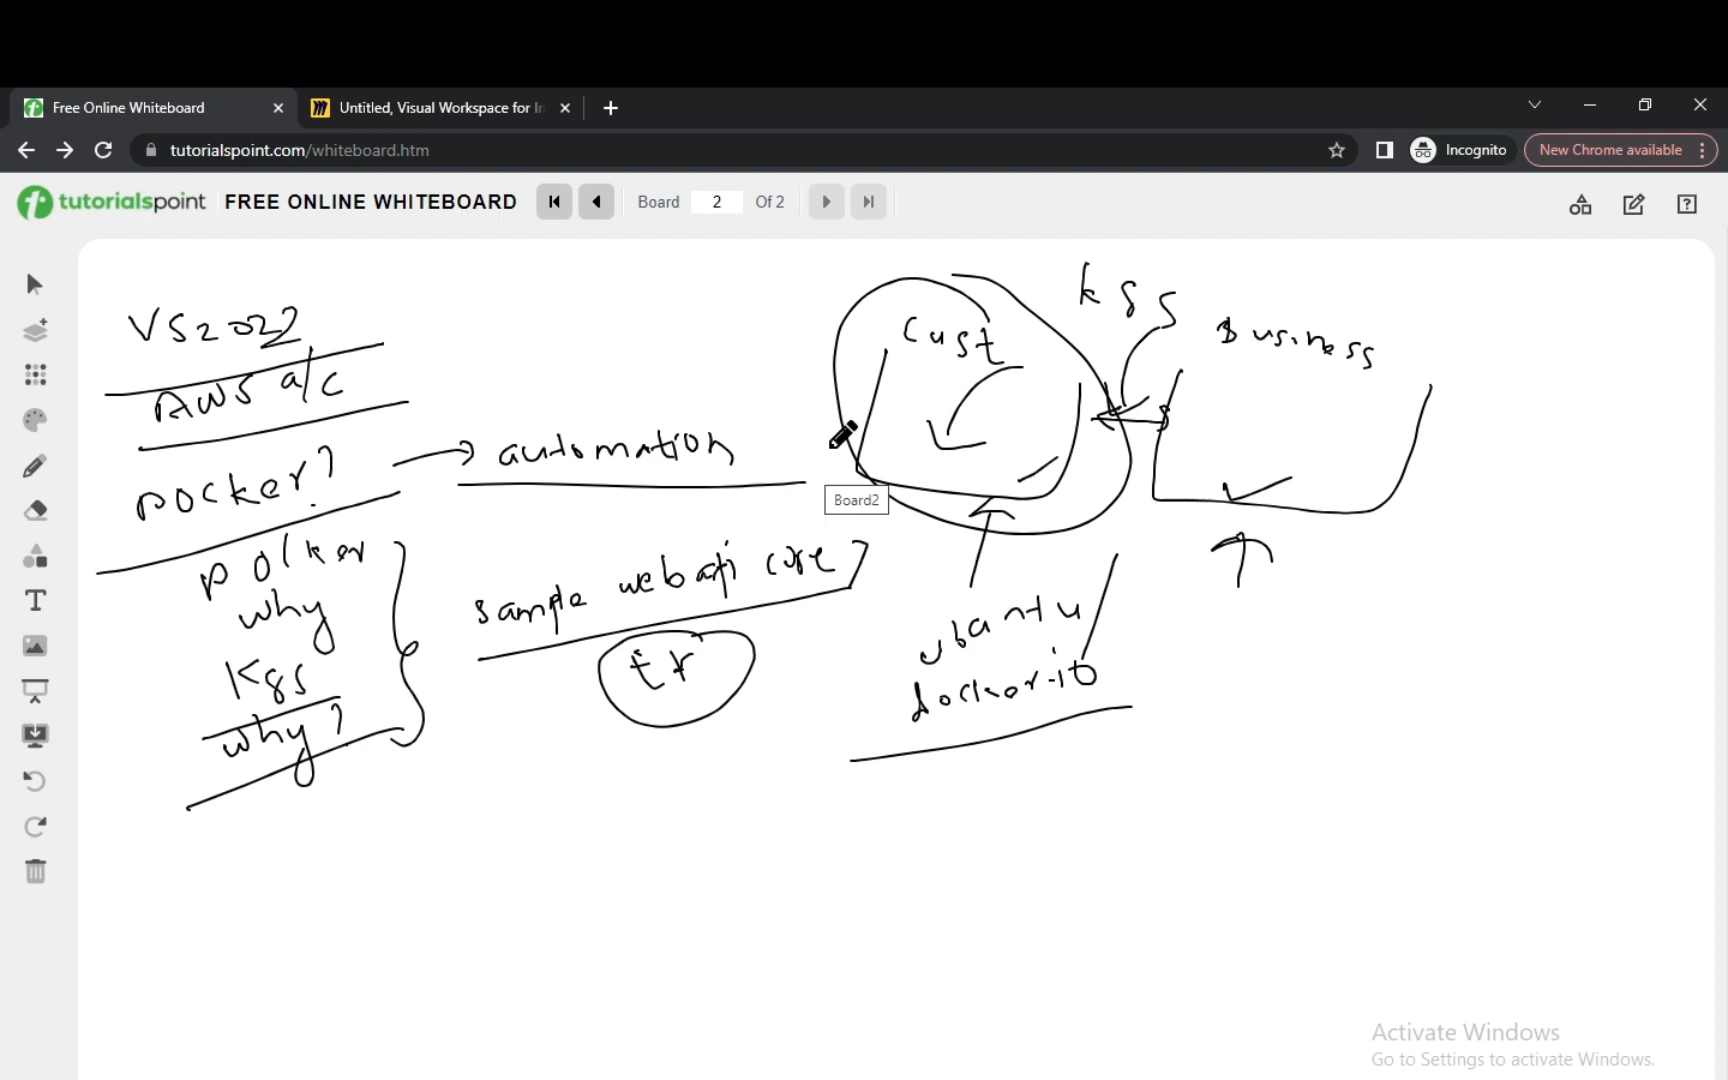 Free Online Whiteboard
Untitled, Visual Workspace for In
tutorialspoint.com/whiteboard.htm
Incognito
New Chrome available
tutorialspoint
FREE ONLINE WHITEBOARD
Board 2 Of 2
VS2022
AWS a/c
Docker?
automation
Docker
why
K8s
why?
sample webapi core
Cust
k8s
Business
Board2
ubantu
docker-
T
Activate Windows
Go to Settings to activate Windows.